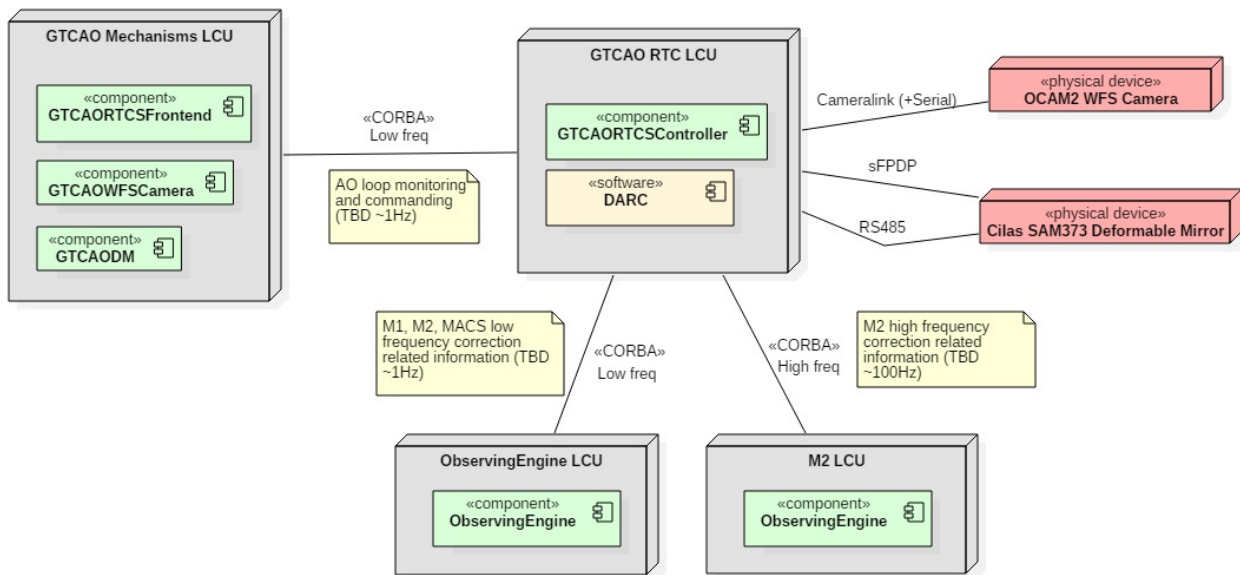 GTCAO Mechanisms LCU
«component»
GTCAORTCSFrontend
«component»
GTCAOWFSCamera
«component»
GTCAODM
«CORBA»
Low freq
AO loop monitoring
and commanding
(TBD ~1Hz)
GTCAO RTC LCU
«component»
GTCAORTCSController
«software»
DARC
Cameralink (+Serial)
«physical device»
OCAM2 WFS Camera
sFPDP
RS485
«physical device»
Cilas SAM373 Deformable Mirror
M1, M2, MACS low
frequency correction
related information (TBD
~1Hz)
«CORBA»
Low freq
«CORBA»
High freq
M2 high frequency
correction related
information (TBD
~100Hz)
ObservingEngine LCU
«component»
ObservingEngine
M2 LCU
«component»
ObservingEngine